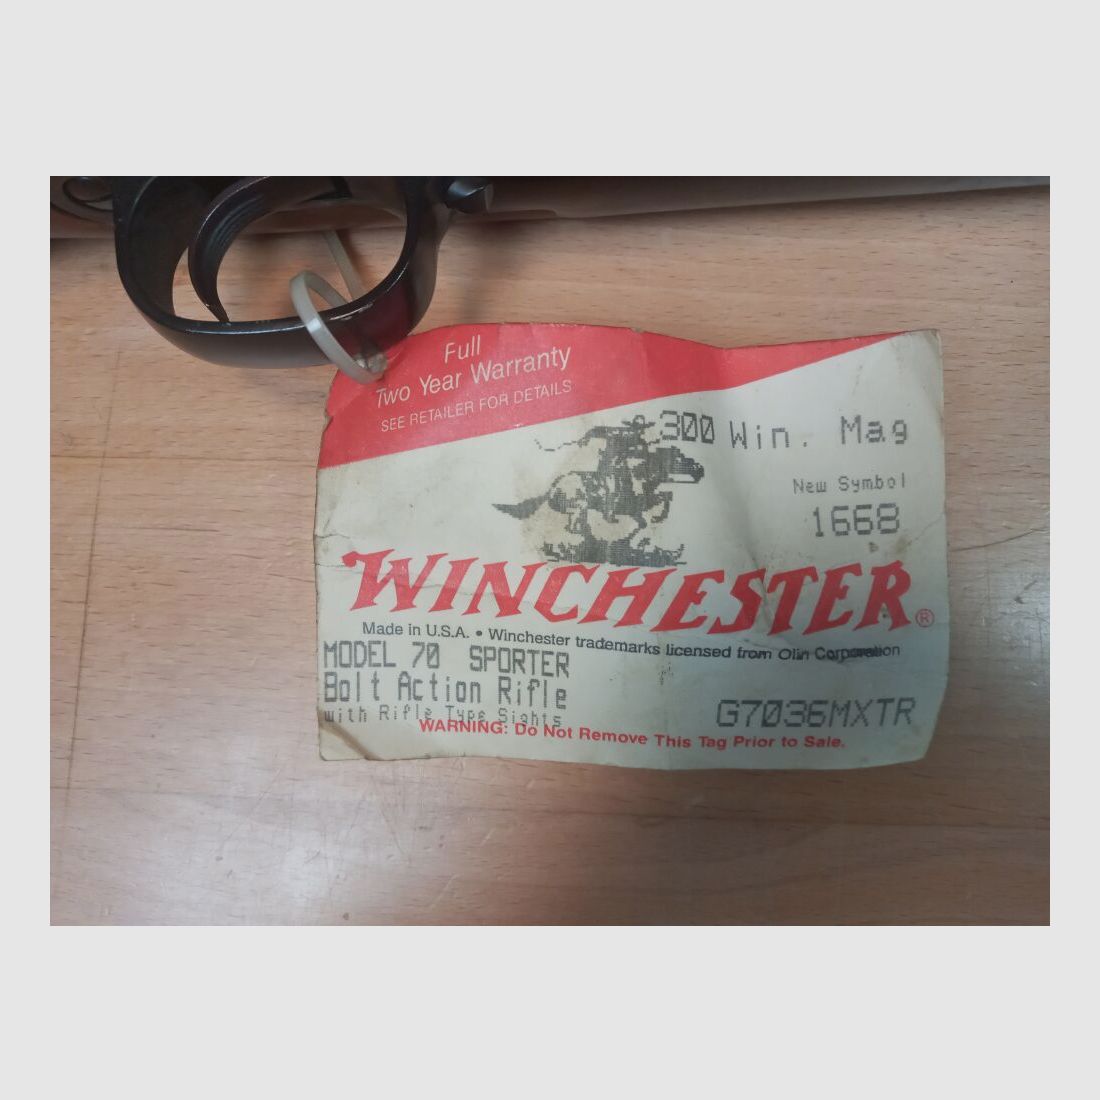 Full
Two Year Warranty
SEE RETAILER FOR DETAILS
300 Win. Mag
New Symbol
1668
WINCHESTER®
Made in U.S.A. • Winchester trademarks licensed from Olin Corporation
MODEL 70 SPORTER
Bolt Action Rifle
with Rifle Type Sights
G7036MXTR
WARNING: Do Not Remove This Tag Prior to Sale.